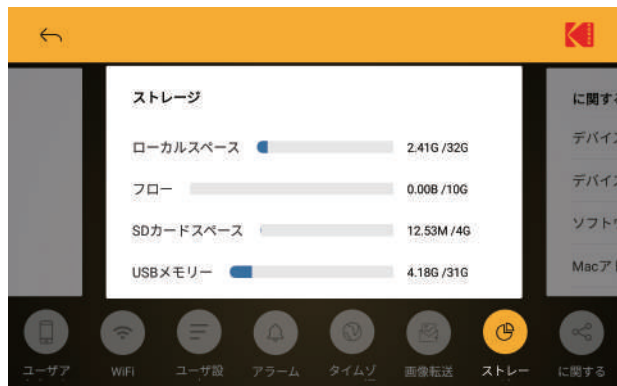 ストレージ
ローカルスペース 2.41G /32G
フロー 0.00B /10G
SDカードスペース 12.53M /4G
USBメモリー 4.18G /31G
に関する
デバイス
デバイス
ソフトウ
Macアド
ユーザア
WiFi
ユーザ設
アラーム
タイムゾ
画像転送
ストレー
に関する